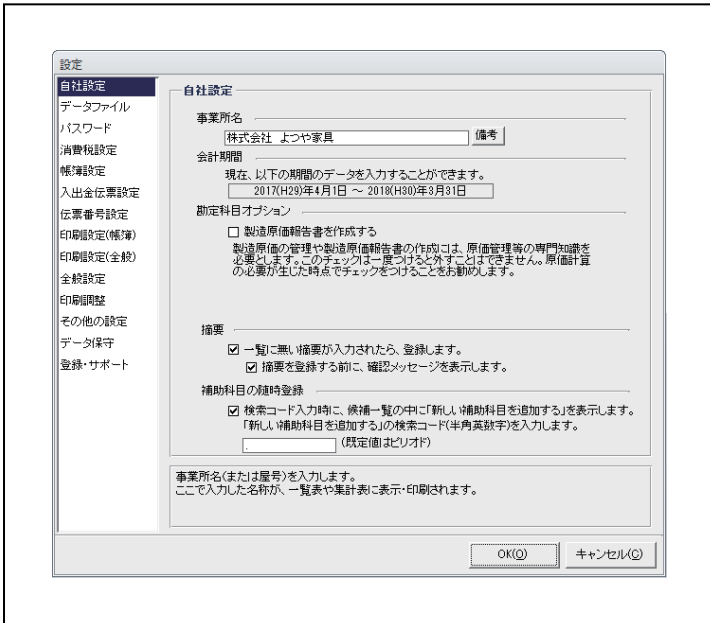 設定
自社設定
データファイル
パスワード
消費税設定
帳簿設定
入出金伝票設定
伝票番号設定
印刷設定(帳簿)
印刷設定(全般)
全般設定
印刷調整
その他の設定
データ保守
登録・サポート
自社設定
事業所名
株式会社 よつや家具
備考
会計期間
現在、以下の期間のデータを入力することができます。
2017(H29)年4月1日 ～ 2018(H30)年3月31日
勘定科目オプション
製造原価報告書を作成する
製造原価の管理や製造原価報告書の作成には、原価管理等の専門知識を
必要とします。このチェックは一度つけると外すことはできません。原価計算
の必要が生じた時点でチェックをつけることをお勧めします。
摘要
一覧に無い摘要が入力されたら、登録します。
摘要を登録する前に、確認メッセージを表示します。
補助科目の随時登録
検索コード入力時に、候補一覧の中に「新しい補助科目を追加する」を表示します。
「新しい補助科目を追加する」の検索コード(半角英数字)を入力します。
.
(既定値はピリオド)
事業所名(または屋号)を入力します。
ここで入力した名称が、一覧表や集計表に表示・印刷されます。
OK(O)
キャンセル(C)